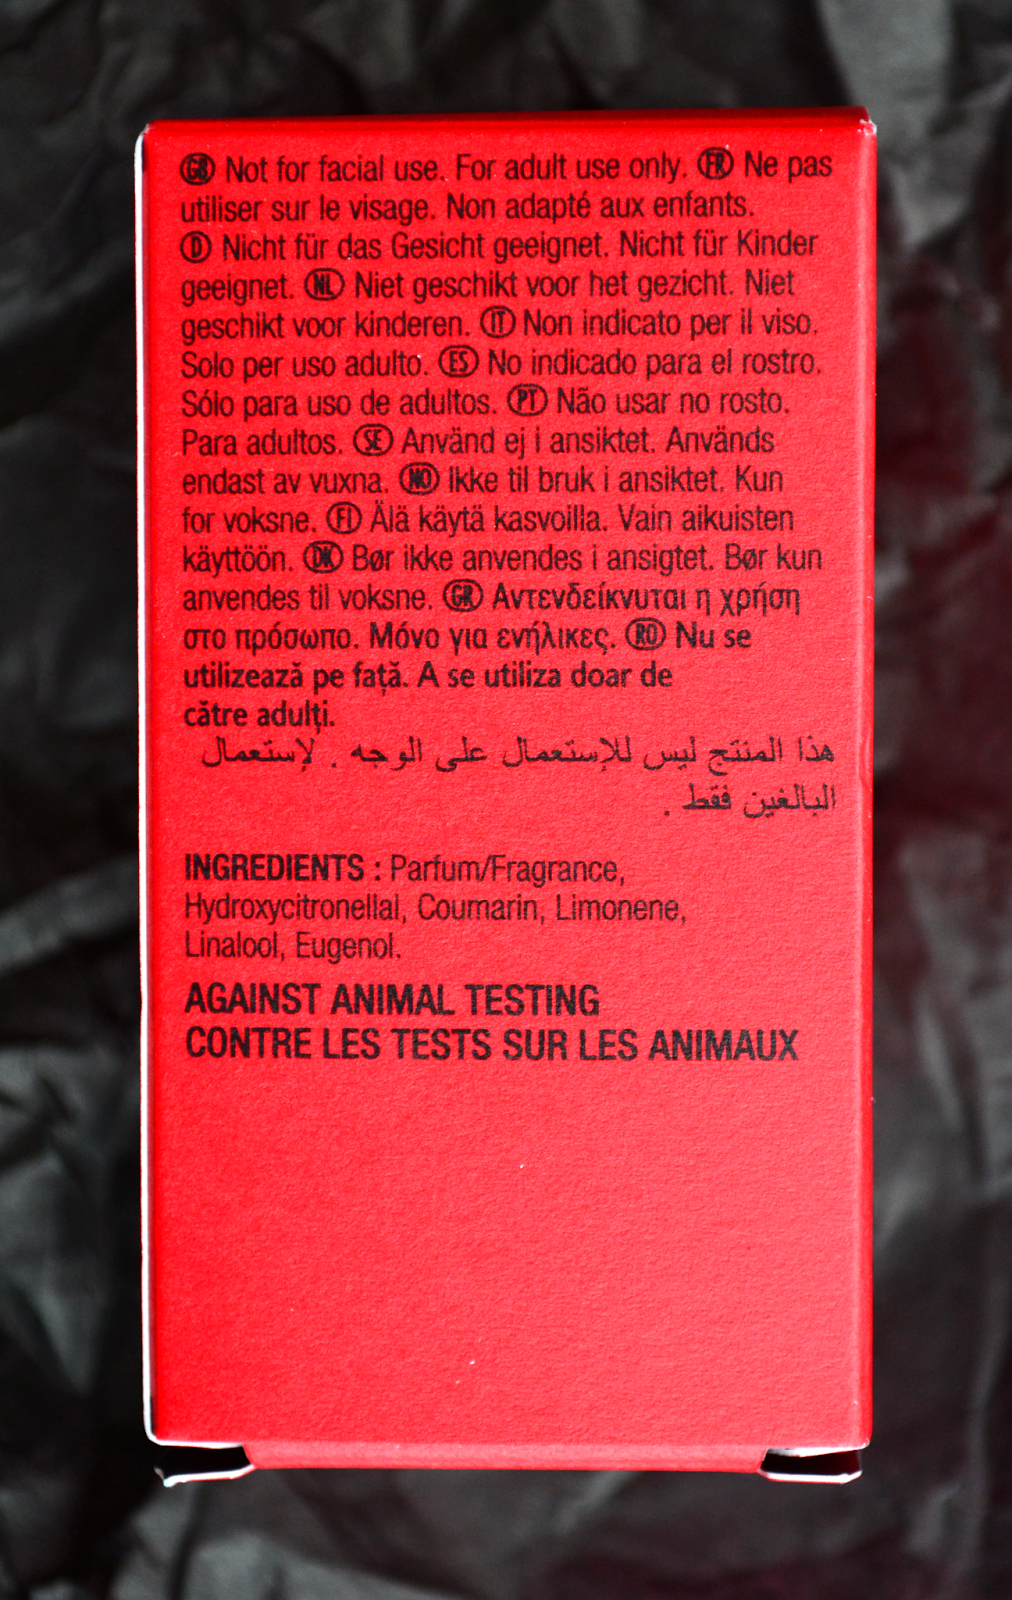 GB Not for facial use. For adult use only. FR Ne pas
utiliser sur le visage. Non adapté aux enfants.
D Nicht für das Gesicht geeignet. Nicht für Kinder
geeignet. NL Niet geschikt voor het gezicht. Niet
geschikt voor kinderen. IT Non indicato per il viso.
Solo per uso adulto. ES No indicado para el rostro.
Sólo para uso de adultos. PT Não usar no rosto.
Para adultos. SE Använd ej i ansiktet. Används
endast av vuxna. NO Ikke til bruk i ansiktet. Kun
for voksne. FI Älä käytä kasvoilla. Vain aikuisten
käyttöön. DK Bør ikke anvendes i ansigtet. Bør kun
anvendes til voksne. GR Αντενδείκνυται η χρήση
στο πρόσωπο. Μόνο για ενήλικες. RO Nu se
utilizează pe față. A se utiliza doar de
către adulți.
هذا المنتج ليس للإستعمال على الوجه . لإستعمال
البالغين فقط .
INGREDIENTS : Parfum/Fragrance,
Hydroxycitronellal, Coumarin, Limonene,
Linalool, Eugenol.
AGAINST ANIMAL TESTING
CONTRE LES TESTS SUR LES ANIMAUX